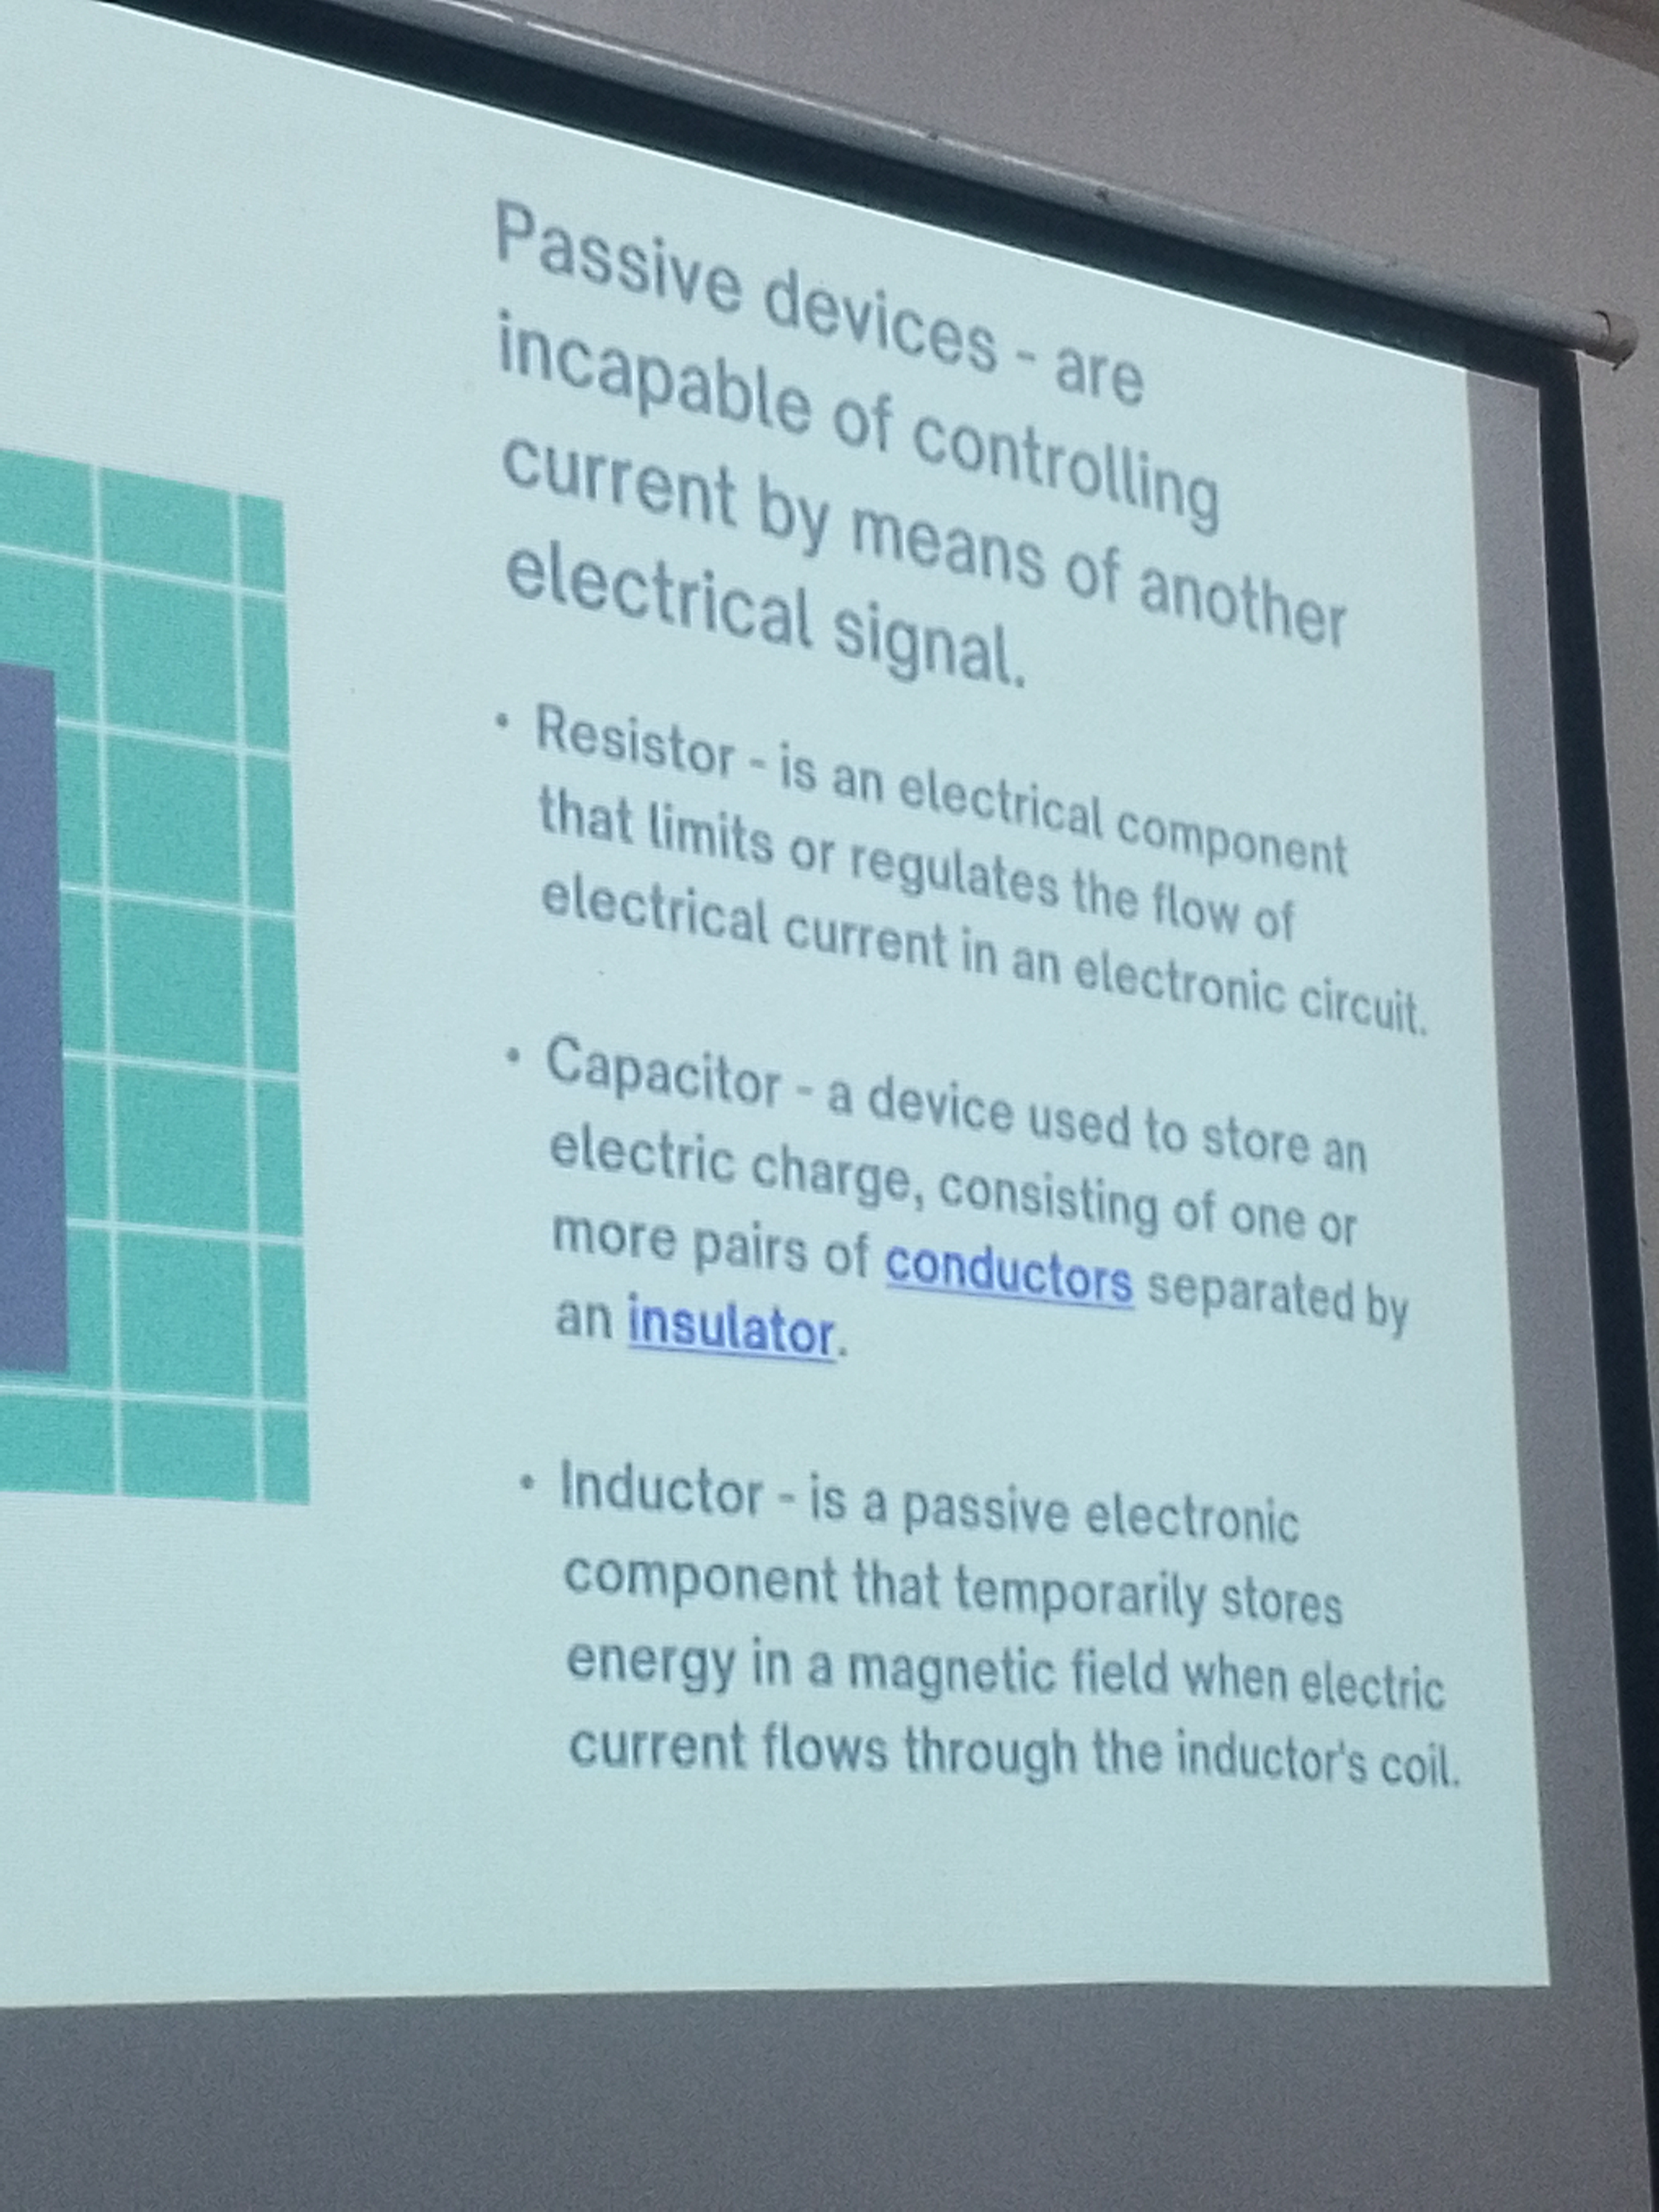 Passive devices - are
incapable of controlling
current by means of another
electrical signal.
• Resistor - is an electrical component
that limits or regulates the flow of
electrical current in an electronic circuit.
• Capacitor - a device used to store an
electric charge, consisting of one or
more pairs of conductors separated by
an insulator.
• Inductor - is a passive electronic
component that temporarily stores
energy in a magnetic field when electric
current flows through the inductor's coil.